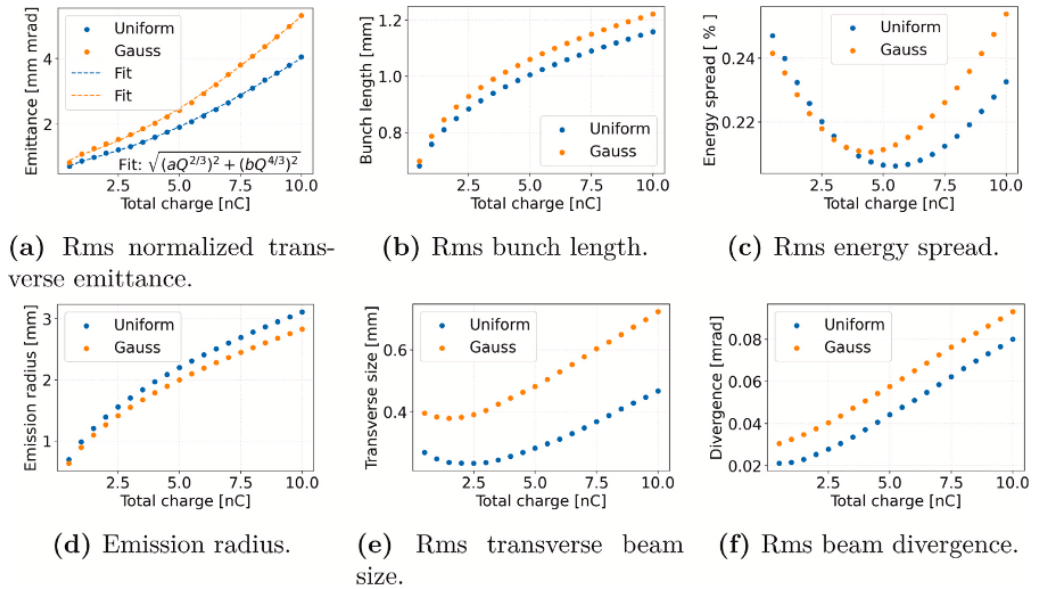 Emittance [mm mrad]
4
2
Uniform
Gauss
Fit
Fit
Fit: √(aQ^{2/3})² + (bQ^{4/3})²
2.5 5.0 7.5 10.0
Total charge [nC]
Bunch length [mm]
1.2
1.0
0.8
Uniform
Gauss
2.5 5.0 7.5 10.0
Total charge [nC]
Energy spread [ % ]
0.24
0.22
Uniform
Gauss
2.5 5.0 7.5 10.0
Total charge [nC]
(a) Rms normalized trans-
verse emittance.
(b) Rms bunch length.
(c) Rms energy spread.
Emission radius [mm]
3
2
1
Uniform
Gauss
2.5 5.0 7.5 10.0
Total charge [nC]
Transverse size [mm]
0.6
0.4
Uniform
Gauss
2.5 5.0 7.5 10.0
Total charge [nC]
Divergence [mrad]
0.08
0.06
0.04
0.02
Uniform
Gauss
2.5 5.0 7.5 10.0
Total charge [nC]
(d) Emission radius.
(e) Rms transverse beam
size.
(f) Rms beam divergence.